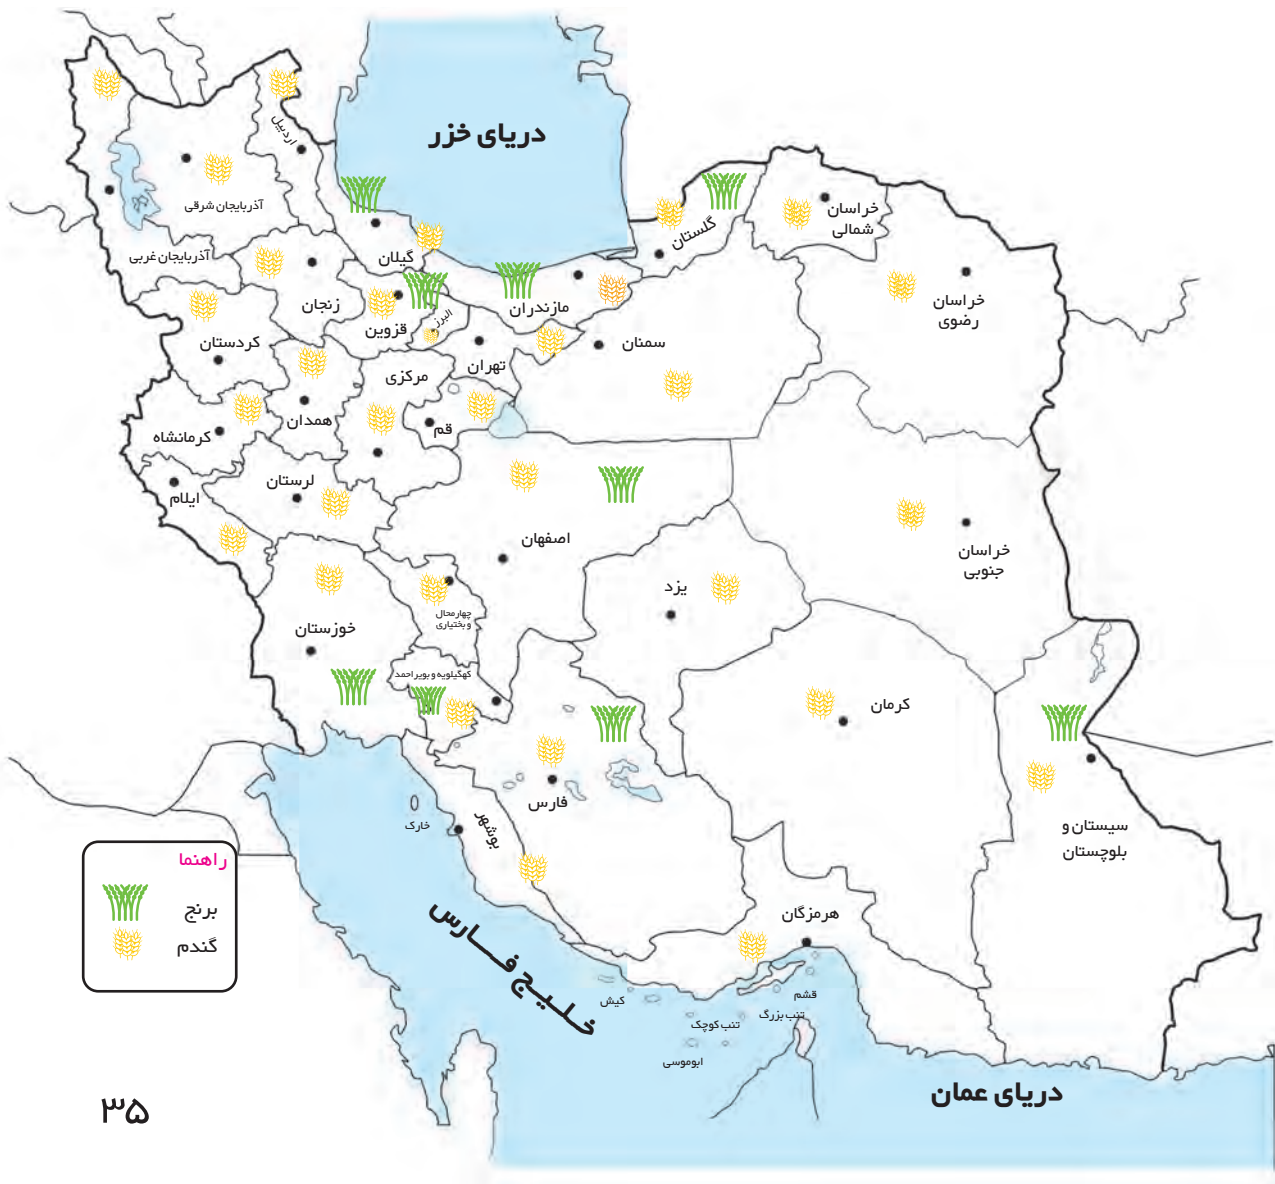 دریای خزر
اردبیل
آذربایجان شرقی
آذربایجان غربی
گیلان
گلستان
خراسان
شمالی
خراسان
رضوی
زنجان
قزوین
البرز
مازندران
تهران
سمنان
کردستان
همدان
مرکزی
قم
کرمانشاه
ایلام
لرستان
اصفهان
خراسان
جنوبی
یزد
چهارمحال
و بختیاری
خوزستان
کهگیلویه و بویراحمد
کرمان
فارس
سیستان و
بلوچستان
خارک
بوشهر
هرمزگان
خـلـیـج فــارس
کیش
قشم
تنب بزرگ
تنب کوچک
ابوموسی
دریای عمان
راهنما
برنج
گندم
۳۵